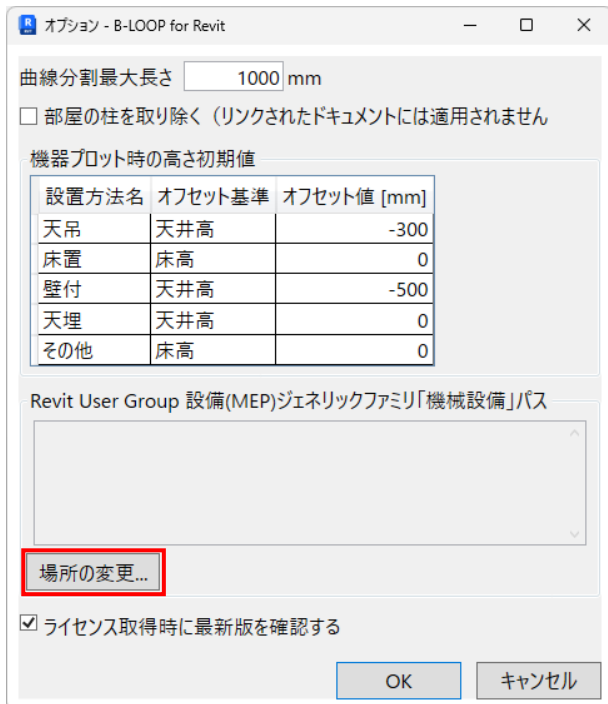 オプション - B-LOOP for Revit
曲線分割最大長さ 1000 mm
部屋の柱を取り除く（リンクされたドキュメントには適用されません
機器プロット時の高さ初期値
設置方法名 オフセット基準 オフセット値 [mm]
天吊 天井高 -300
床置 床高 0
壁付 天井高 -500
天埋 天井高 0
その他 床高 0
Revit User Group 設備(MEP)ジェネリックファミリ「機械設備」パス
場所の変更...
ライセンス取得時に最新版を確認する
OK キャンセル